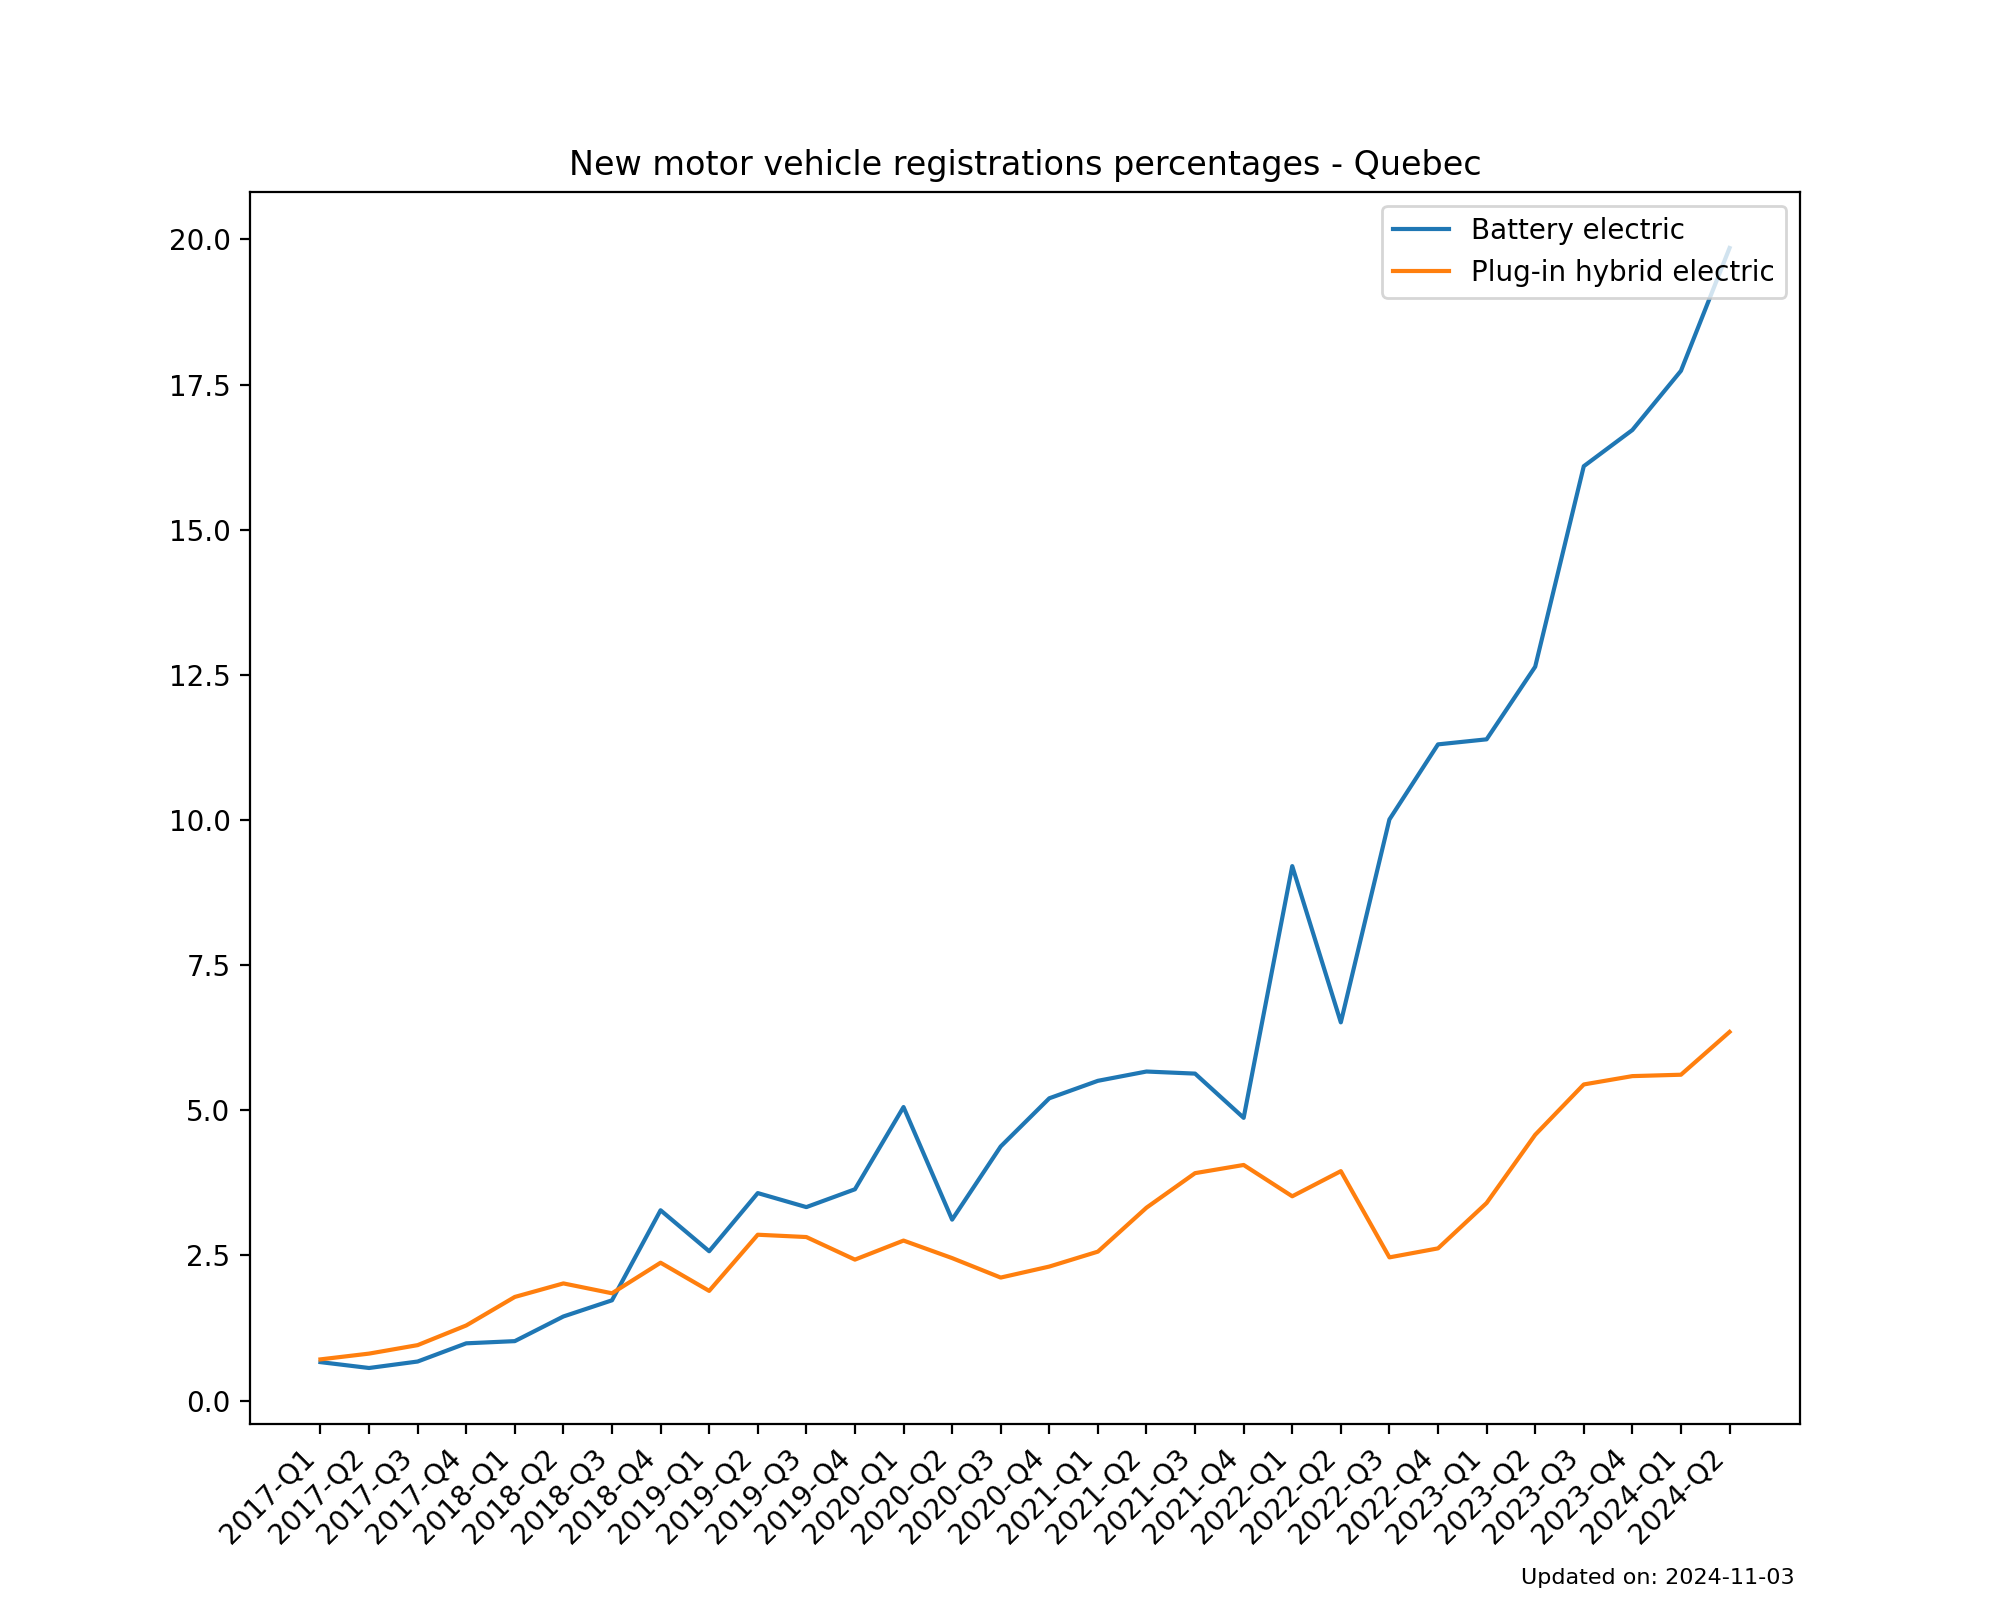 New motor vehicle registrations percentages - Quebec
Battery electric
Plug-in hybrid electric
20.0
17.5
15.0
12.5
10.0
7.5
5.0
2.5
0.0
2017-Q1
2017-Q2
2017-Q3
2017-Q4
2018-Q1
2018-Q2
2018-Q3
2018-Q4
2019-Q1
2019-Q2
2019-Q3
2019-Q4
2020-Q1
2020-Q2
2020-Q3
2020-Q4
2021-Q1
2021-Q2
2021-Q3
2021-Q4
2022-Q1
2022-Q2
2022-Q3
2022-Q4
2023-Q1
2023-Q2
2023-Q3
2023-Q4
2024-Q1
2024-Q2
Updated on: 2024-11-03